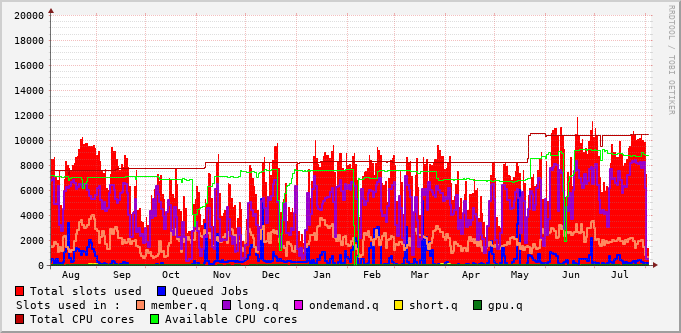 20000
18000
16000
14000
12000
10000
8000
6000
4000
2000
0
Aug Sep Oct Nov Dec Jan Feb Mar Apr May Jun Jul
Total slots used Queued Jobs
Slots used in : member.q long.q ondemand.q short.q gpu.q
Total CPU cores Available CPU cores
RRDTOOL / TOBI OETIKER